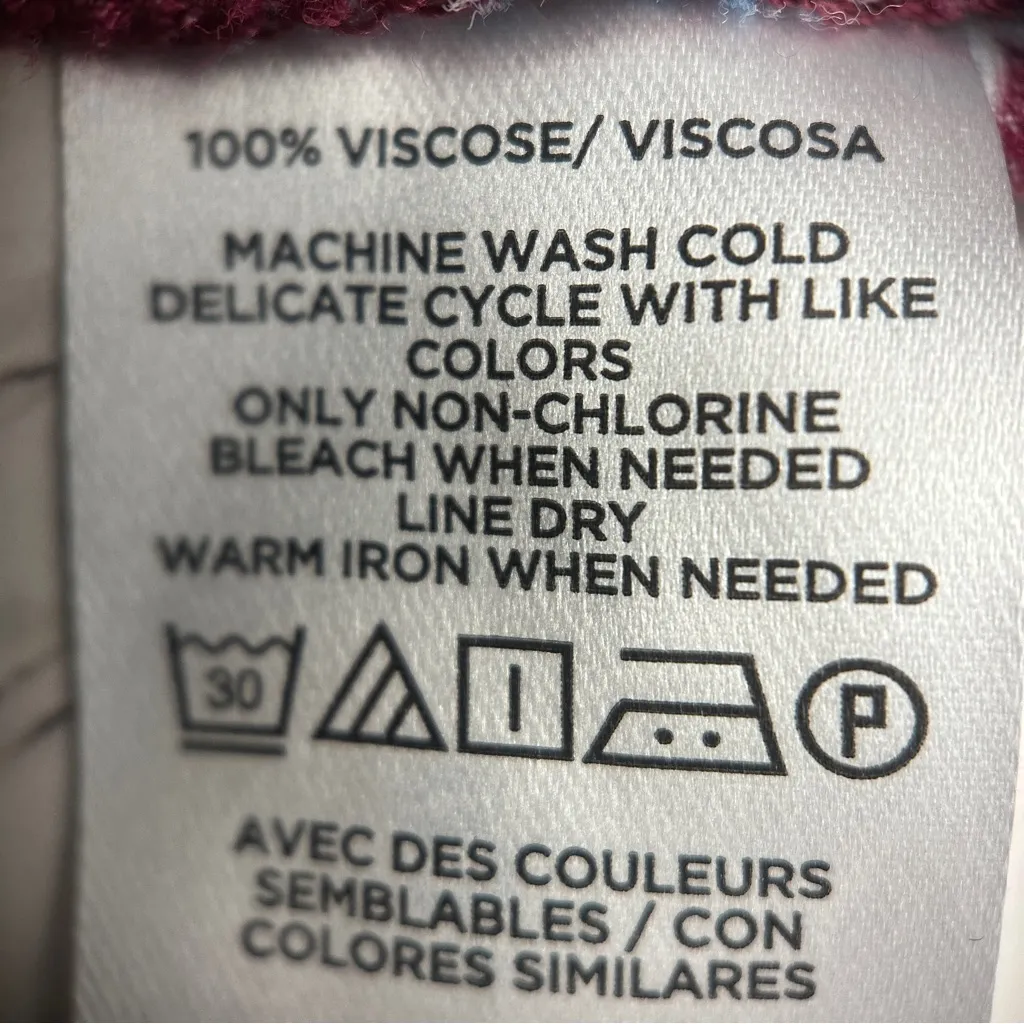 100% VISCOSE/ VISCOSA
MACHINE WASH COLD
DELICATE CYCLE WITH LIKE
COLORS
ONLY NON-CHLORINE
BLEACH WHEN NEEDED
LINE DRY
WARM IRON WHEN NEEDED
30 P
AVEC DES COULEURS
SEMBLABLES / CON
COLORES SIMILARES